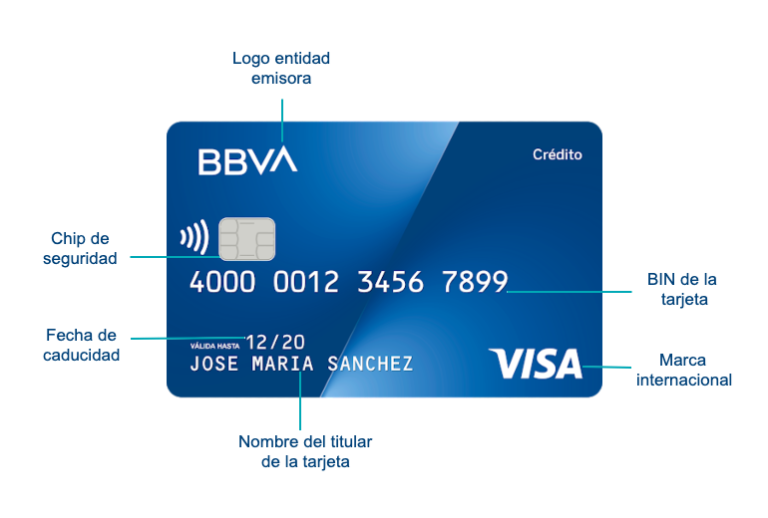 Logo entidad
emisora
BBVA
Crédito
Chip de
seguridad
4000 0012 3456 7899
BIN de la
tarjeta
Fecha de
caducidad
VÁLIDA HASTA 12/20
JOSE MARIA SANCHEZ
VISA
Marca
internacional
Nombre del titular
de la tarjeta